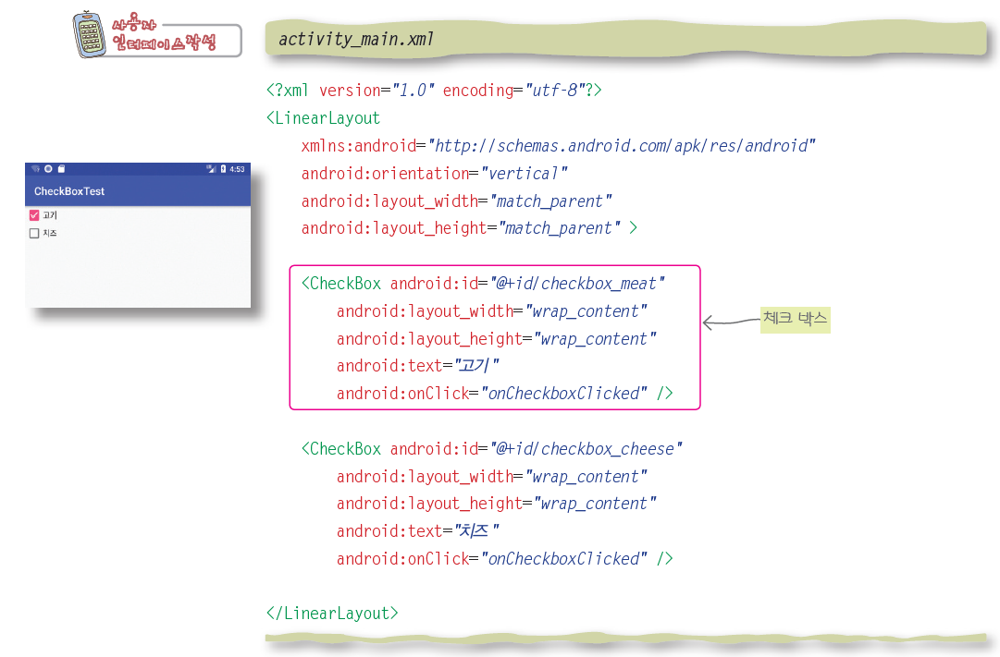 사용자
인터페이스작성
activity_main.xml
4:53
CheckBoxTest
고기
치즈
<?xml version="1.0" encoding="utf-8"?>
<LinearLayout
    xmlns:android="http://schemas.android.com/apk/res/android"
    android:orientation="vertical"
    android:layout_width="match_parent"
    android:layout_height="match_parent" >
    <CheckBox android:id="@+id/checkbox_meat"
        android:layout_width="wrap_content"
        android:layout_height="wrap_content"
        android:text="고기"
        android:onClick="onCheckboxClicked" />
체크 박스
    <CheckBox android:id="@+id/checkbox_cheese"
        android:layout_width="wrap_content"
        android:layout_height="wrap_content"
        android:text="치즈"
        android:onClick="onCheckboxClicked" />
</LinearLayout>